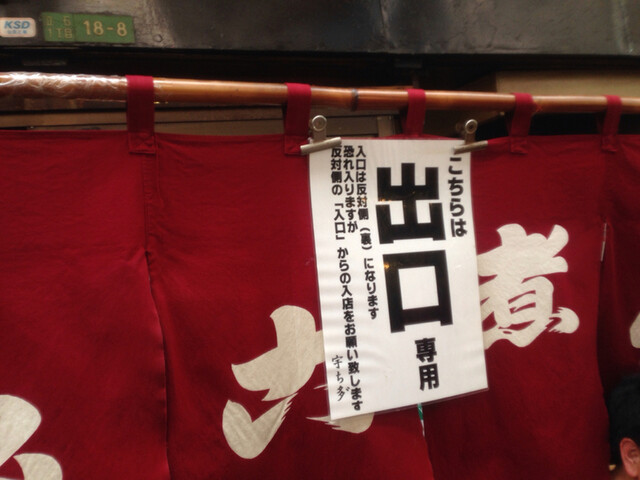 KSD
18-8
こちらは
出口
専用
入口は反対側（裏）になります
恐れ入りますが
反対側の「入口」からの入店をお願い致します
宇ち多゛
煮